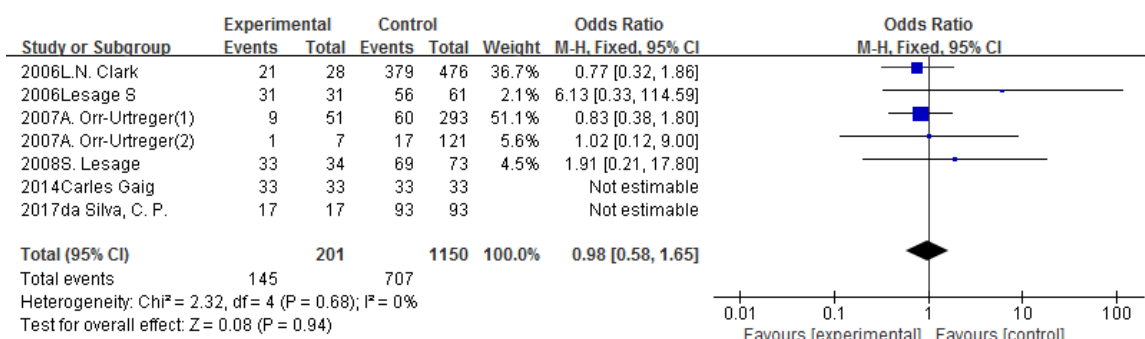 Experimental Control Odds Ratio Odds Ratio
Study or Subgroup Events Total Events Total Weight M-H, Fixed, 95% CI M-H, Fixed, 95% CI
2006L.N. Clark 21 28 379 476 36.7% 0.77 [0.32, 1.86]
2006Lesage S 31 31 56 61 2.1% 6.13 [0.33, 114.59]
2007A. Orr-Urtreger(1) 9 51 60 293 51.1% 0.83 [0.38, 1.80]
2007A. Orr-Urtreger(2) 1 7 17 121 5.6% 1.02 [0.12, 9.00]
2008S. Lesage 33 34 69 73 4.5% 1.91 [0.21, 17.80]
2014Carles Gaig 33 33 33 33 Not estimable
2017da Silva, C. P. 17 17 93 93 Not estimable
Total (95% CI) 201 1150 100.0% 0.98 [0.58, 1.65]
Total events 145 707
Heterogeneity: Chi² = 2.32, df = 4 (P = 0.68); I² = 0%
Test for overall effect: Z = 0.08 (P = 0.94)
0.01 0.1 1 10 100
Favours [experimental] Favours [control]